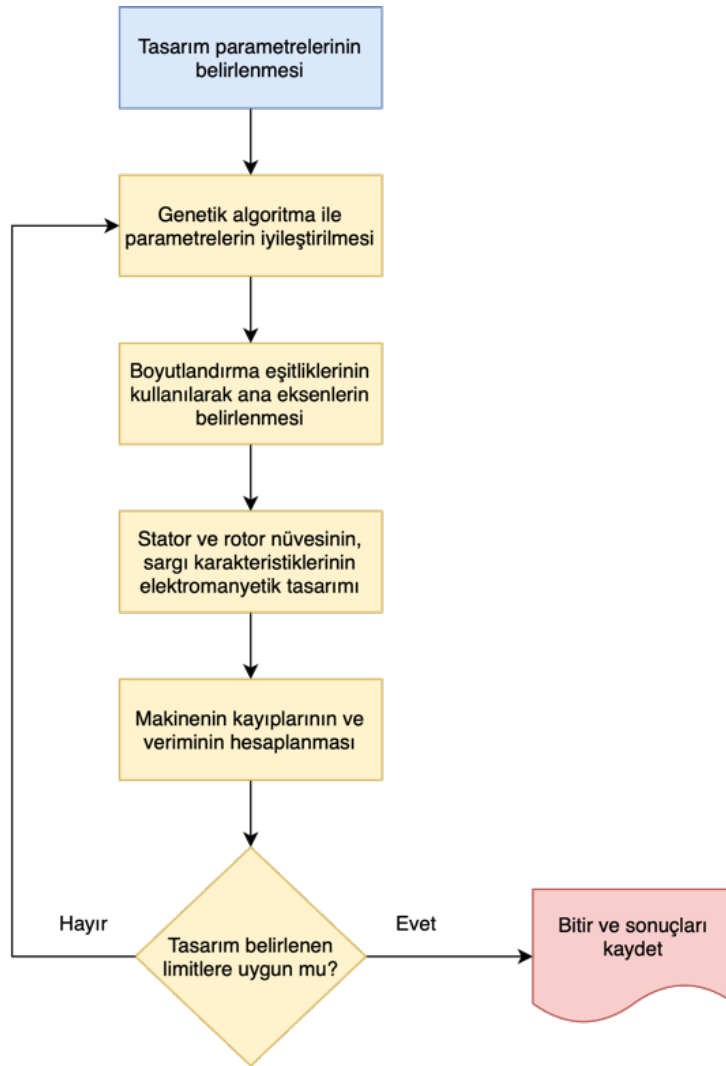 Tasarım parametrelerinin
belirlenmesi
Genetik algoritma ile
parametrelerin iyileştirilmesi
Boyutlandırma eşitliklerinin
kullanılarak ana eksenlerin
belirlenmesi
Stator ve rotor nüvesinin,
sargı karakteristiklerinin
elektromanyetik tasarımı
Makinenin kayıplarının ve
veriminin hesaplanması
Hayır
Tasarım belirlenen
limitlere uygun mu?
Evet
Bitir ve sonuçları
kaydet